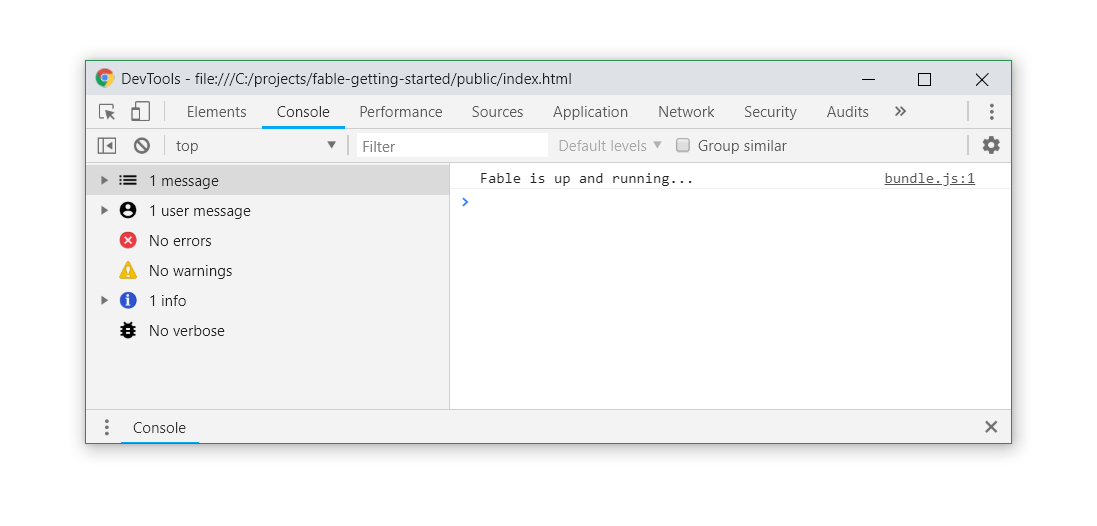 DevTools - file:///C:/projects/fable-getting-started/public/index.html
Elements Console Performance Sources Application Network Security Audits »
top Filter Default levels Group similar
1 message
1 user message
No errors
No warnings
1 info
No verbose
Fable is up and running... bundle.js:1
>
Console